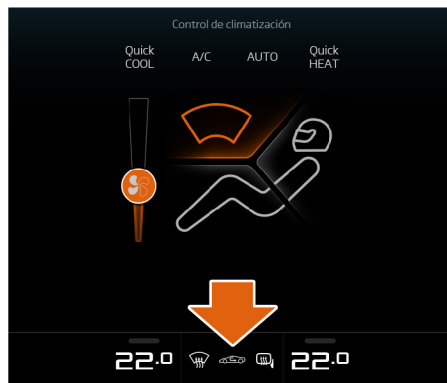 Control de climatización
Quick COOL
A/C
AUTO
Quick HEAT
22.0
22.0